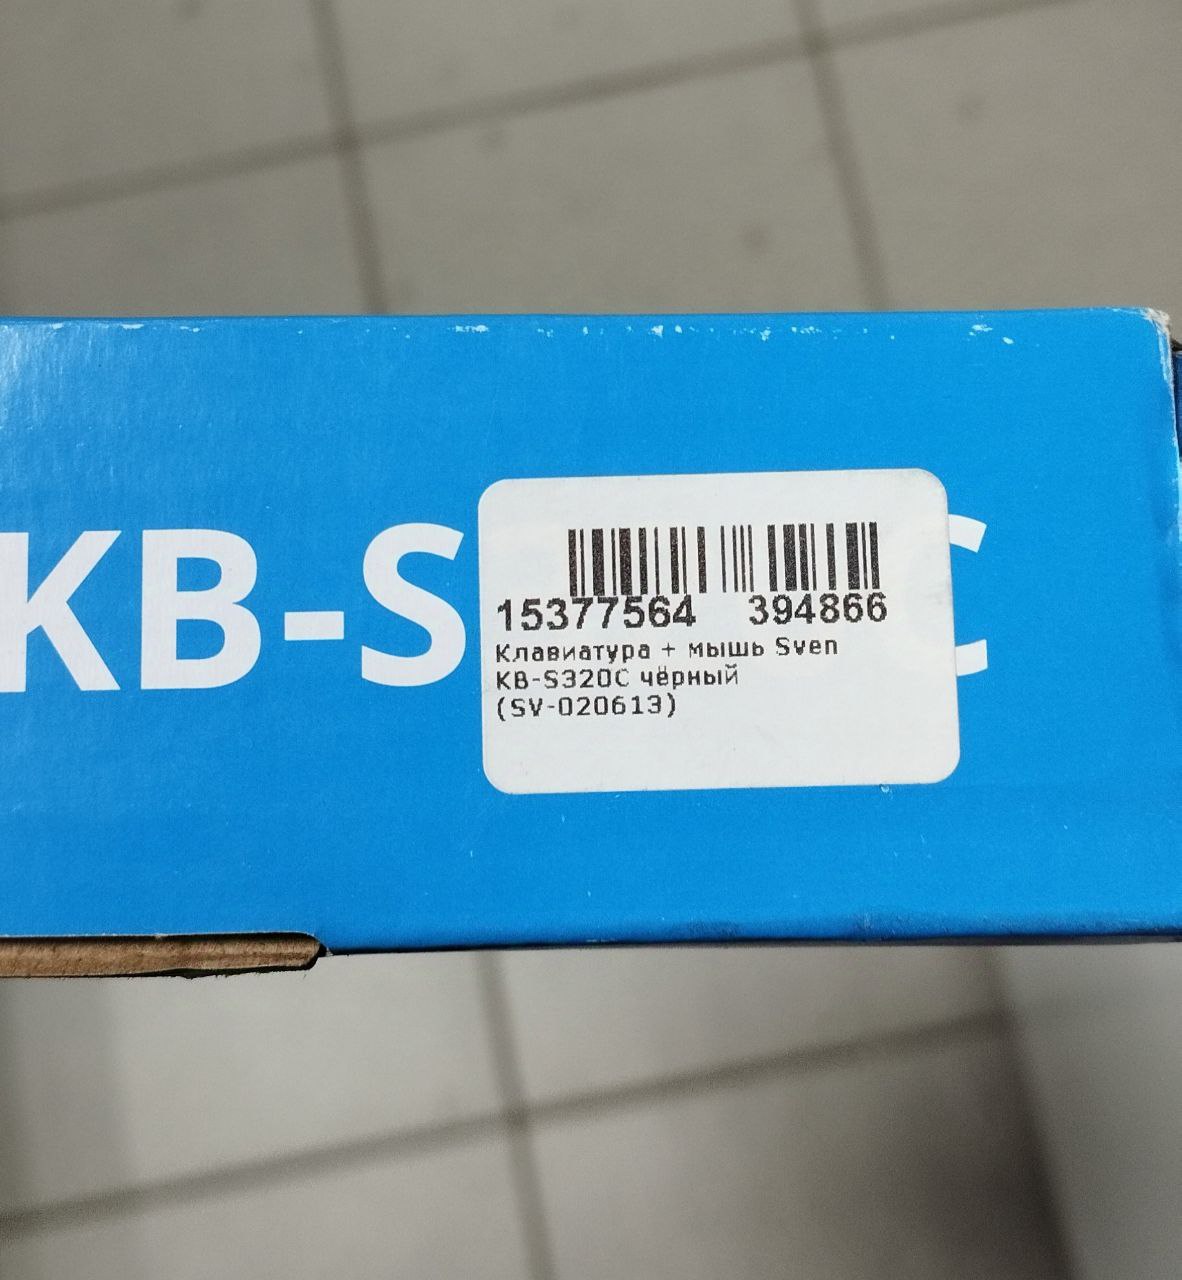 KB-S
C
15377564 394866
Клавиатура + мышь Sven
KB-S320C чёрный
(SV-020613)